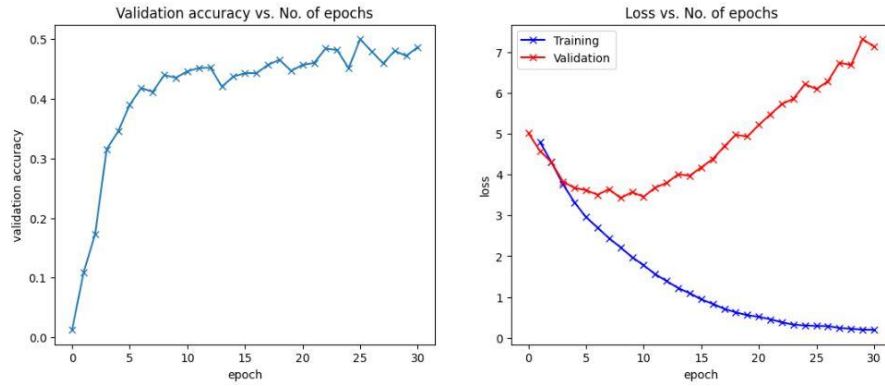 Validation accuracy vs. No. of epochs
validation accuracy
0.5
0.4
0.3
0.2
0.1
0.0
0 5 10 15 20 25 30
epoch
Loss vs. No. of epochs
Training
Validation
loss
7
6
5
4
3
2
1
0
0 5 10 15 20 25 30
epoch